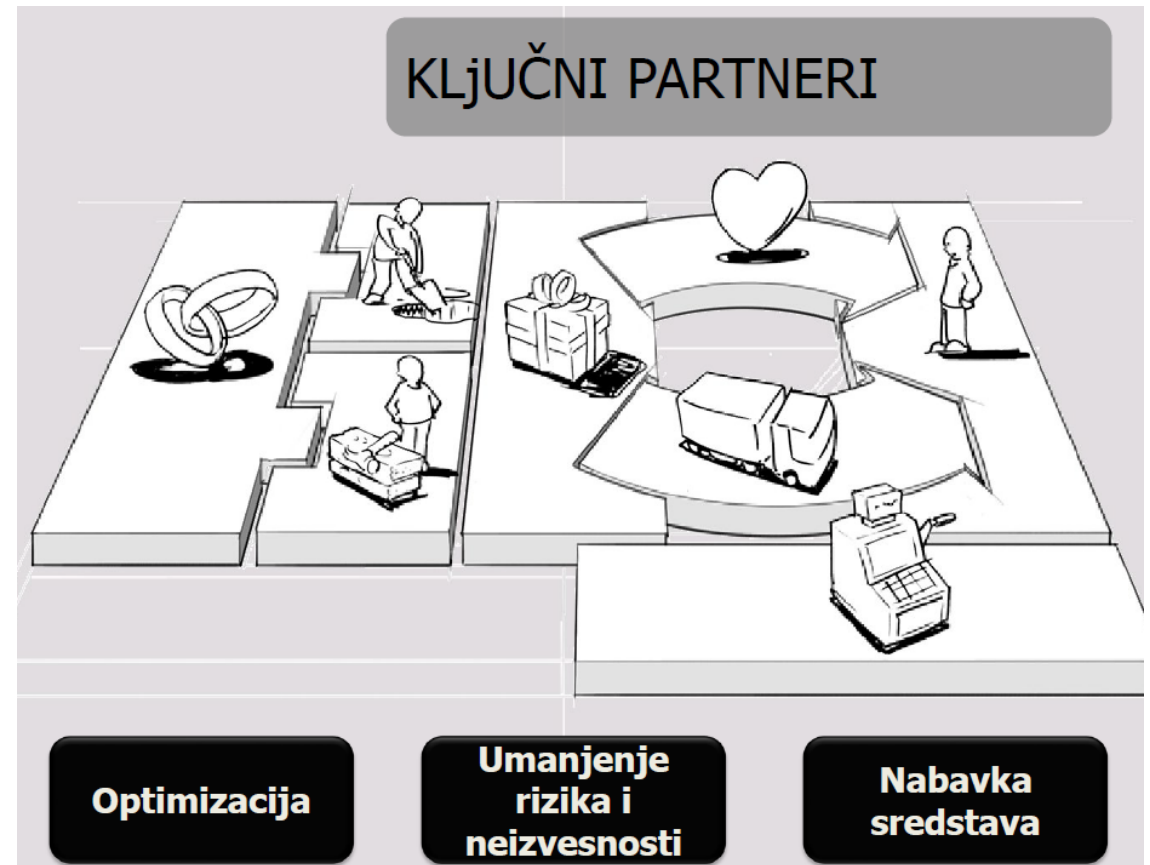 KLjUČNI PARTNERI
Optimizacija
Umanjenje
rizika i
neizvesnosti
Nabavka
sredstava